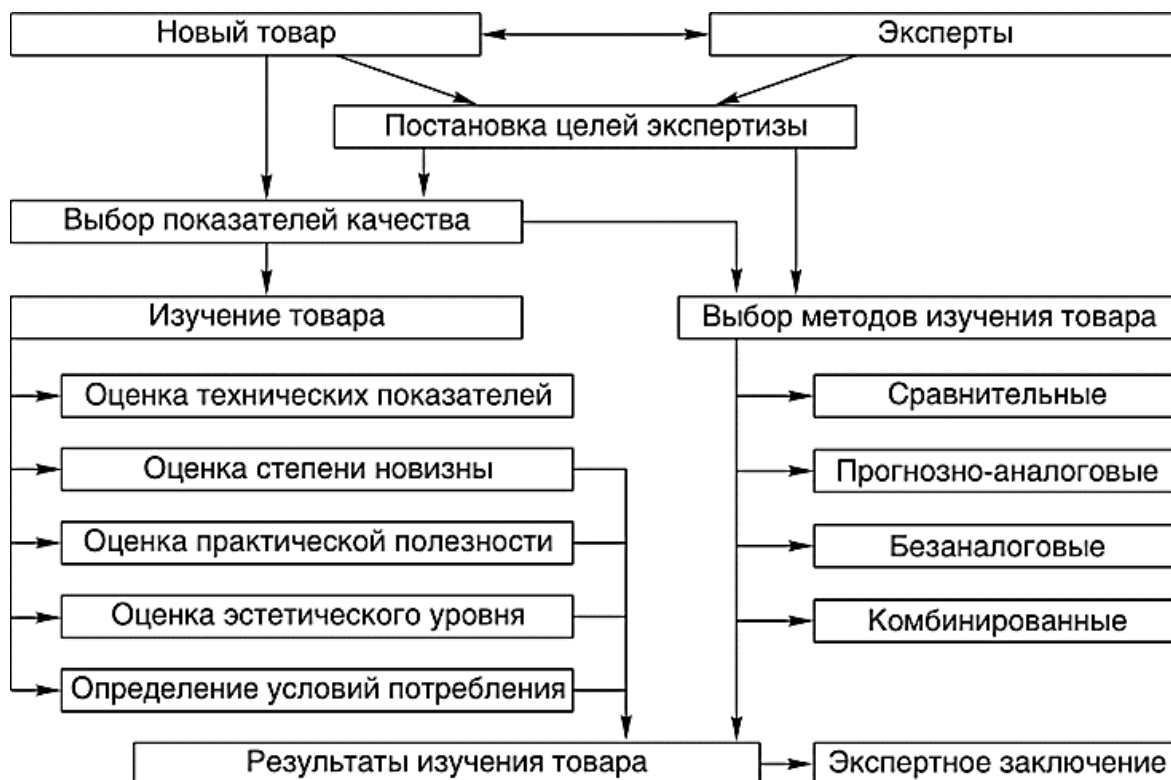 Новый товар
Эксперты
Постановка целей экспертизы
Выбор показателей качества
Изучение товара
Выбор методов изучения товара
Оценка технических показателей
Сравнительные
Оценка степени новизны
Прогнозно-аналоговые
Оценка практической полезности
Безаналоговые
Оценка эстетического уровня
Комбинированные
Определение условий потребления
Результаты изучения товара
Экспертное заключение